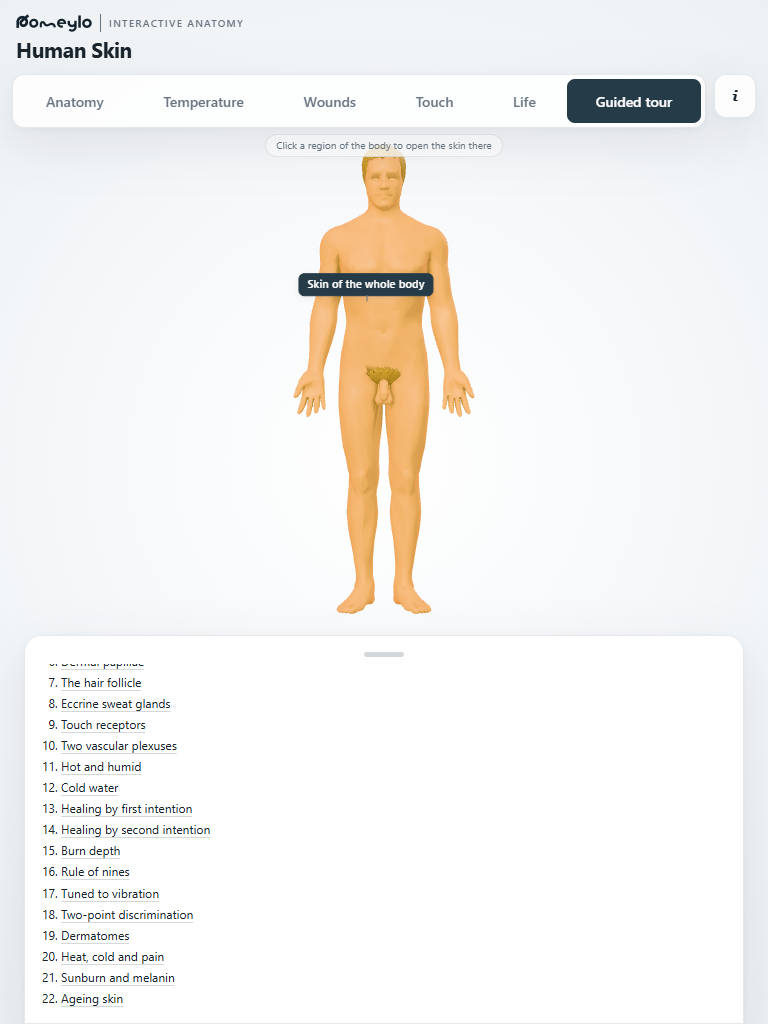 Domeylo INTERACTIVE ANATOMY
Human Skin
Anatomy Temperature Wounds Touch Life Guided tour i
Click a region of the body to open the skin there
Skin of the whole body
6. Dermal papillae
7. The hair follicle
8. Eccrine sweat glands
9. Touch receptors
10. Two vascular plexuses
11. Hot and humid
12. Cold water
13. Healing by first intention
14. Healing by second intention
15. Burn depth
16. Rule of nines
17. Tuned to vibration
18. Two-point discrimination
19. Dermatomes
20. Heat, cold and pain
21. Sunburn and melanin
22. Ageing skin